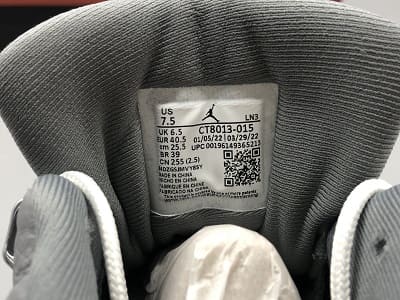 US
7.5
LN3
UK 6.5 CT8013-015
EUR 40.5 01/05/22 03/29/22
cm 25.5 UPC 00196149365213
BR 39
CN 255 (2.5)
MADE IN CHINA
HECHO EN CHINA
FABRIQUÉ EN CHINE
FABRICADO NA CHINA